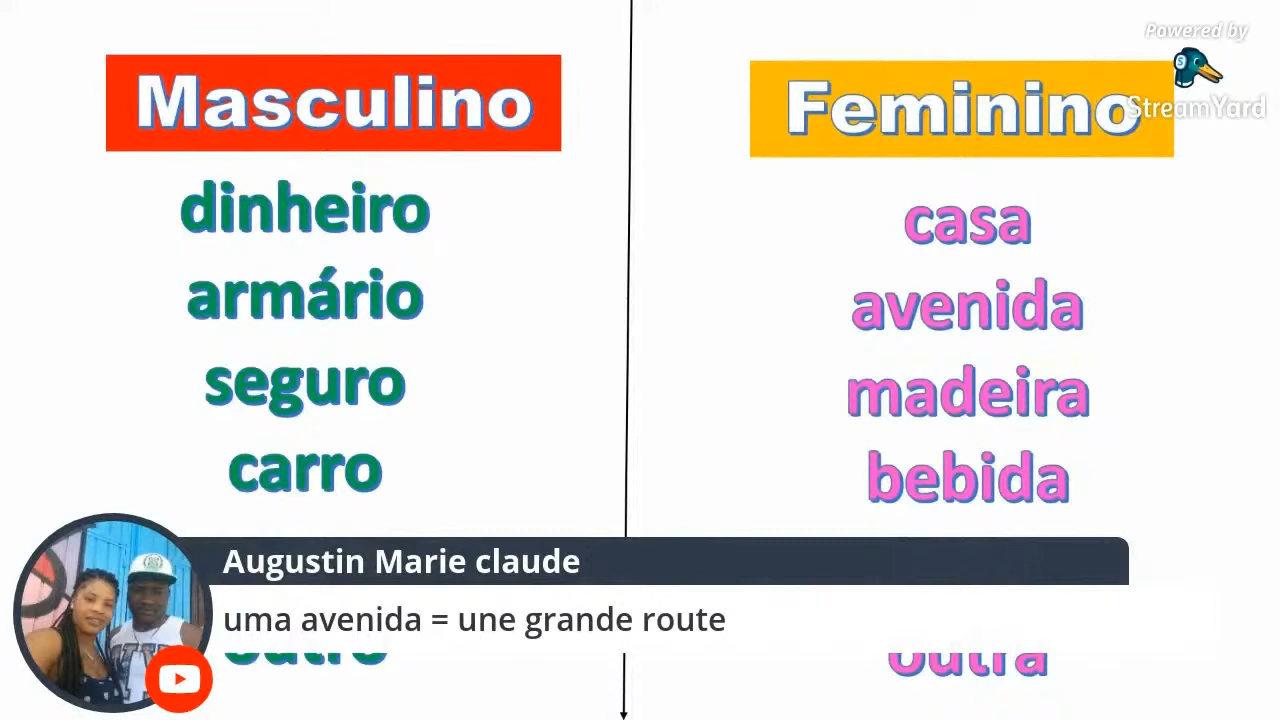 Powered by
StreamYard
Masculino
Feminino
dinheiro
casa
armário
avenida
seguro
madeira
carro
bebida
Augustin Marie claude
uma avenida = une grande route
outro
outra